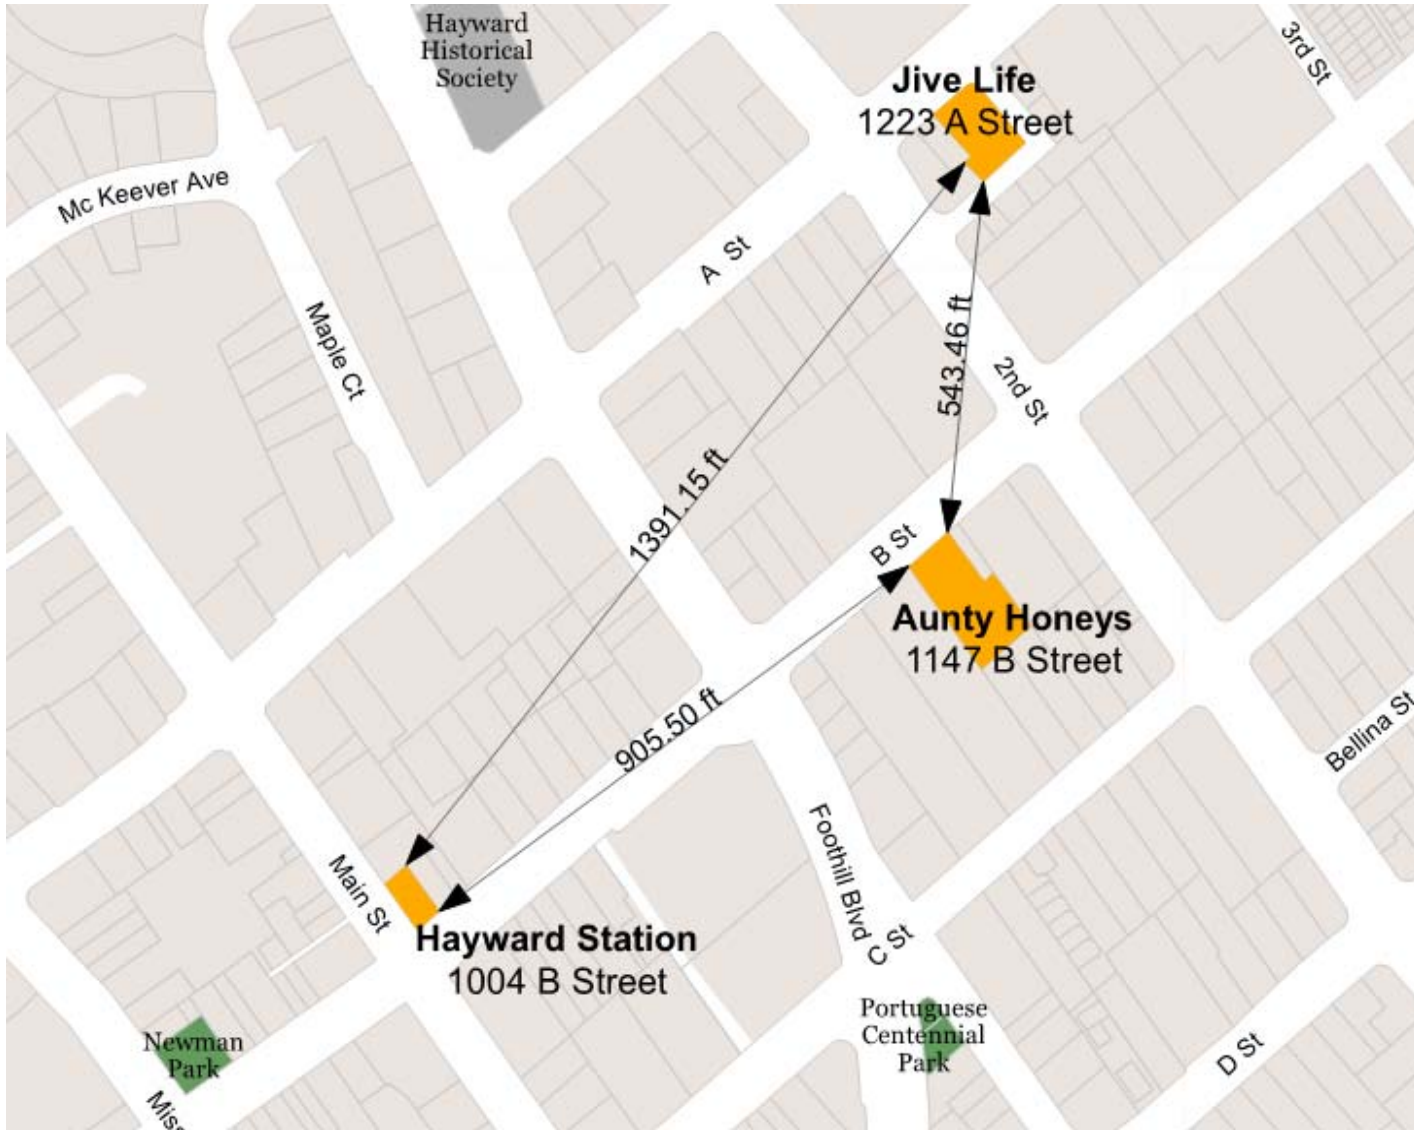 Hayward
Historical
Society
3rd St
Jive Life
1223 A Street
Mc Keever Ave
A St
Maple Ct
543.46 ft
2nd St
1391.15 ft
B St
Aunty Honeys
1147 B Street
905.50 ft
Bellina St
Foothill Blvd
Main St
C St
Hayward Station
1004 B Street
Portuguese
Centennial
Park
Newman
Park
D St
Miss